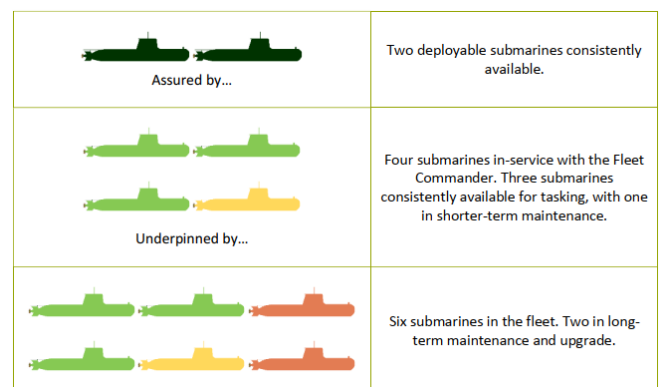 Assured by…
Two deployable submarines consistently
available.
Underpinned by…
Four submarines in-service with the Fleet
Commander. Three submarines
consistently available for tasking, with one
in shorter-term maintenance.
Six submarines in the fleet. Two in long-
term maintenance and upgrade.